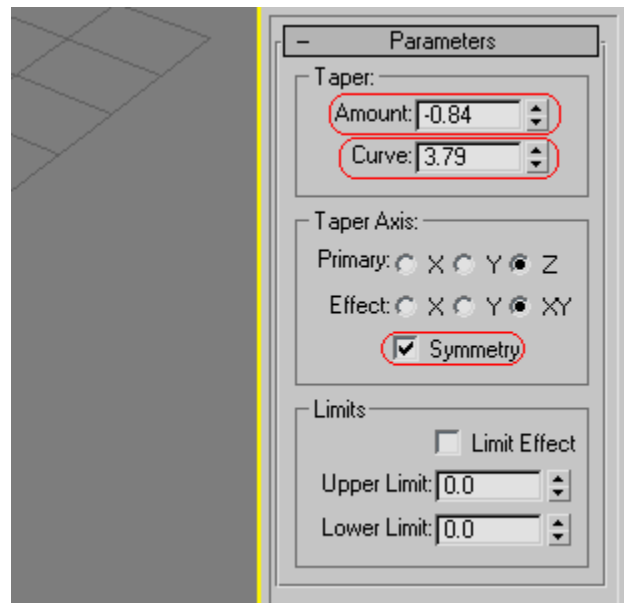 Parameters
Taper:
Amount: -0.84
Curve: 3.79
Taper Axis:
Primary: X Y Z
Effect: X Y XY
Symmetry
Limits
Limit Effect
Upper Limit: 0.0
Lower Limit: 0.0